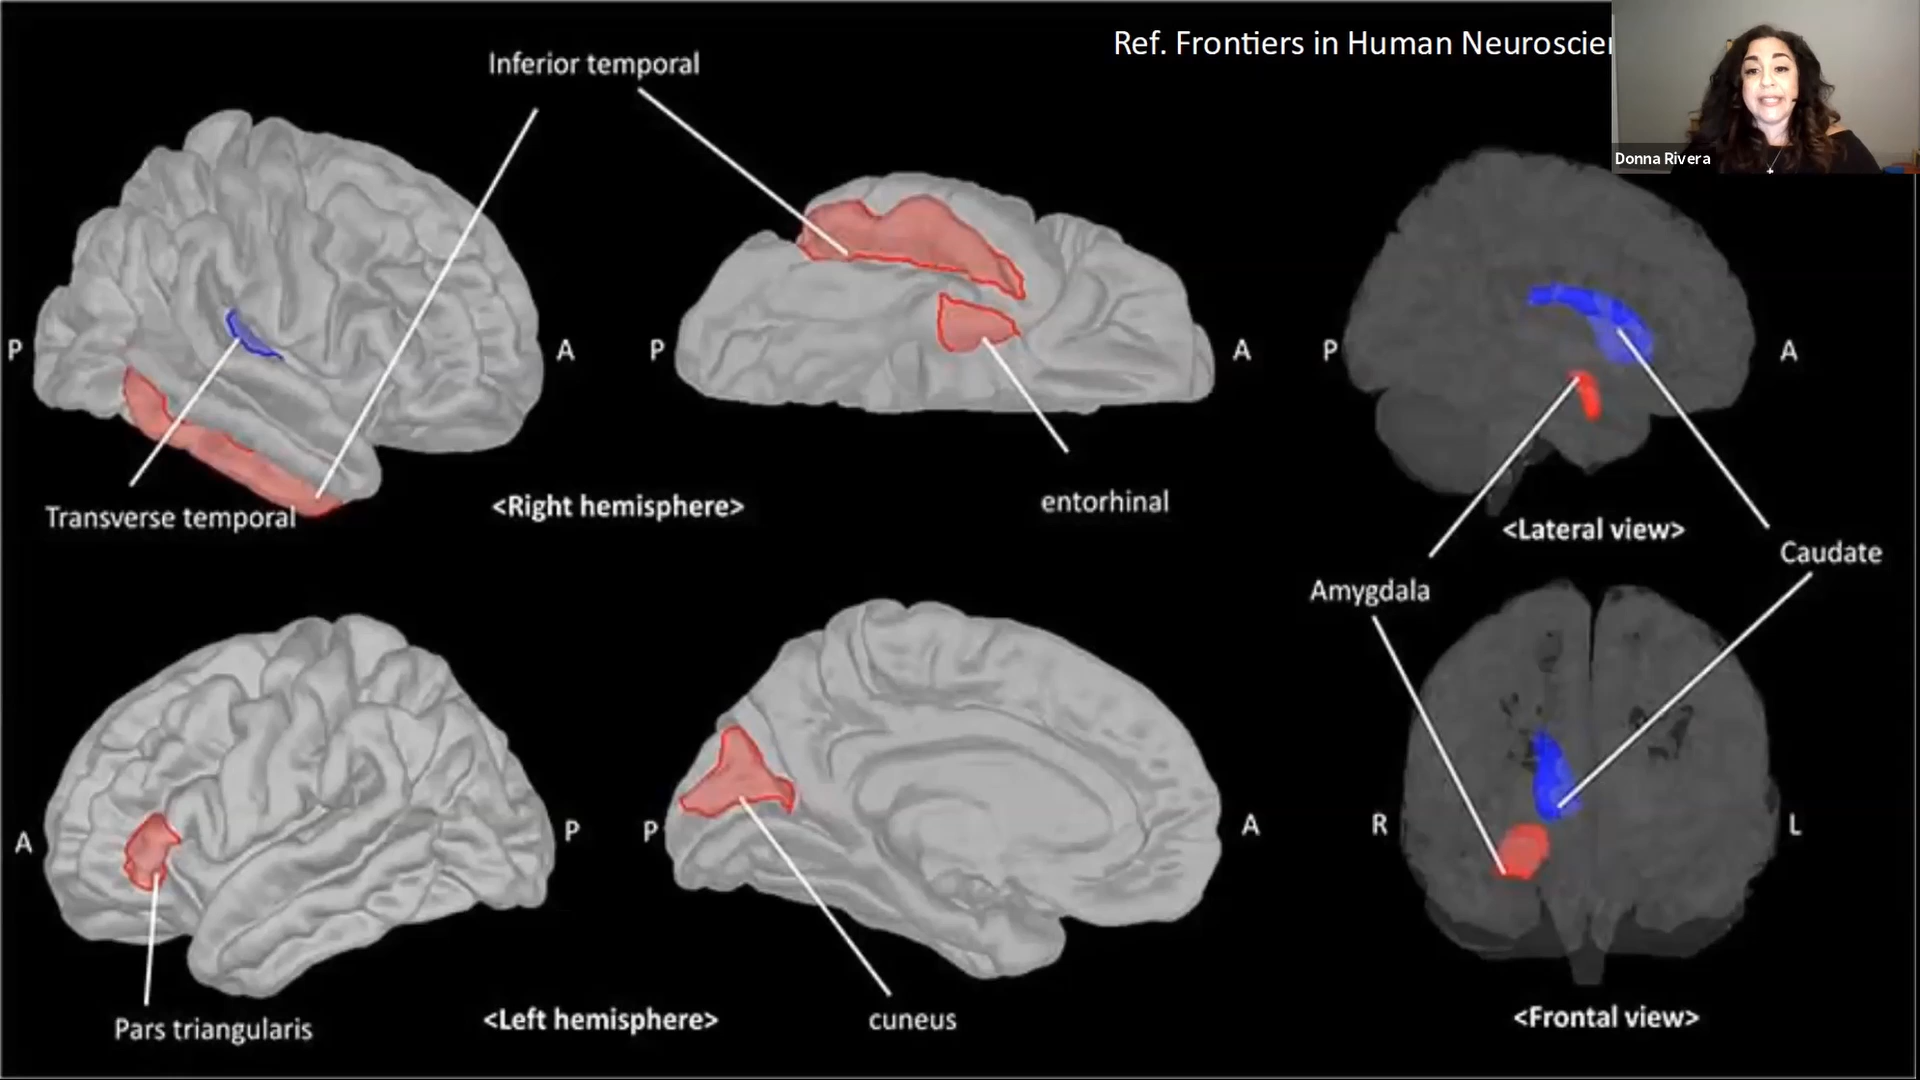 Ref. Frontiers in Human
Donna Rivera
Inferior temporal
P
A
P
A
P
A
Transverse temporal
<Right hemisphere>
entorhinal
<Lateral view>
Caudate
Amygdala
A
P
P
A
R
L
Pars triangularis
<Left hemisphere>
cuneus
<Frontal view>